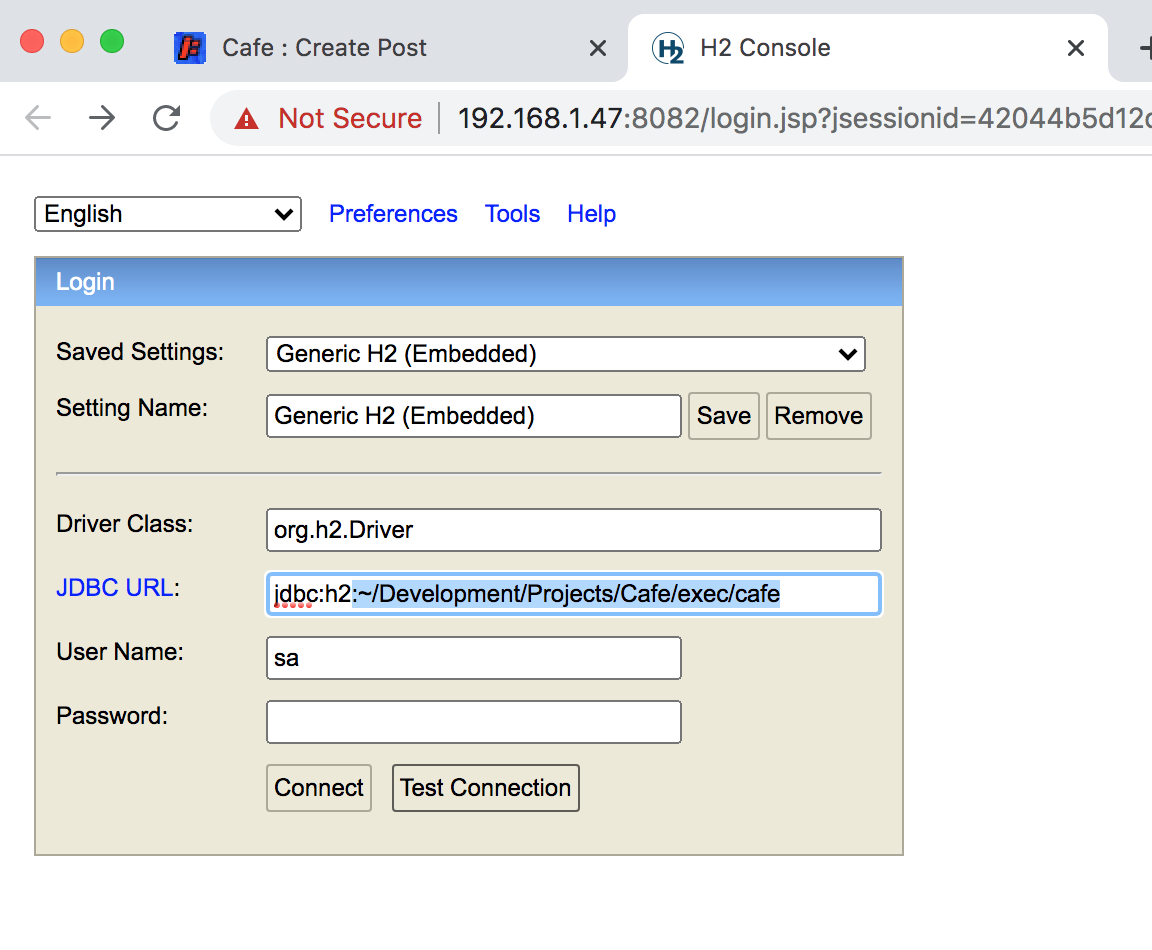 Cafe : Create Post
H2 Console
Not Secure 192.168.1.47:8082/login.jsp?jsessionid=42044b5d12
English Preferences Tools Help
Login
Saved Settings: Generic H2 (Embedded)
Setting Name: Generic H2 (Embedded) Save Remove
Driver Class: org.h2.Driver
JDBC URL: jdbc:h2:~/Development/Projects/Cafe/exec/cafe
User Name: sa
Password:
Connect Test Connection